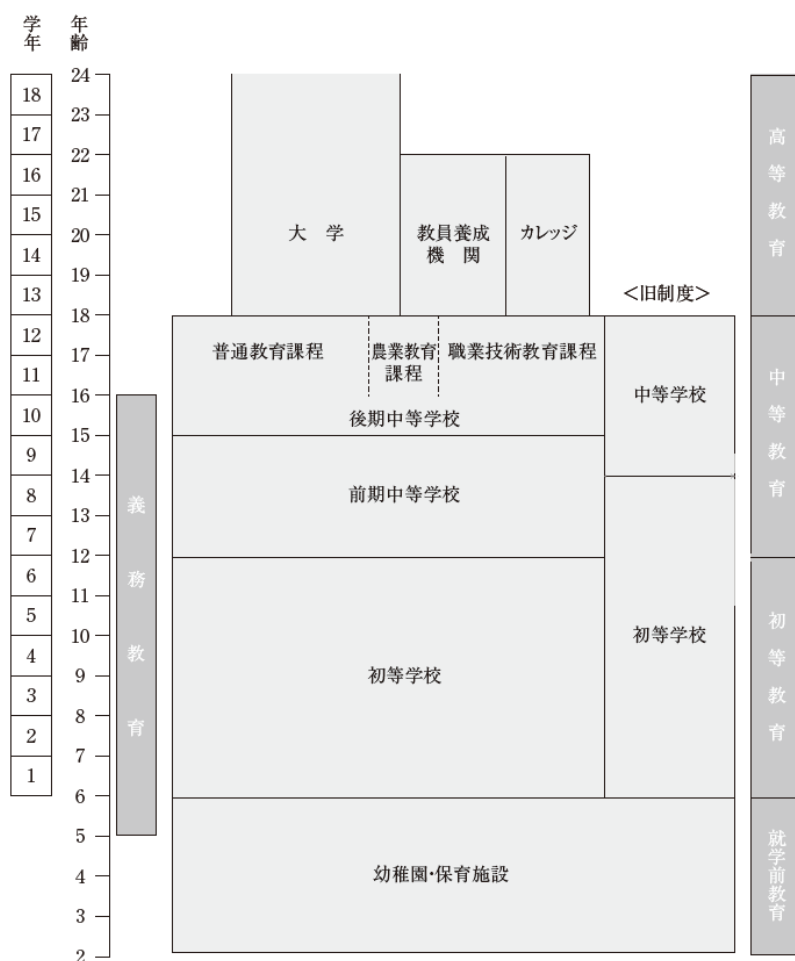 学年
年齢
24
18
23
17
22
16
21
15
20
14
19
13
18
12
17
11
16
10
15
9
14
8
13
7
12
6
11
5
10
4
9
3
8
2
7
1
6
5
4
3
2
義務教育
大学
教員養成
機関
カレッジ
<旧制度>
普通教育課程
農業教育
課程
職業技術教育課程
後期中等学校
中等学校
前期中等学校
初等学校
初等学校
幼稚園・保育施設
高等教育
中等教育
初等教育
就学前教育